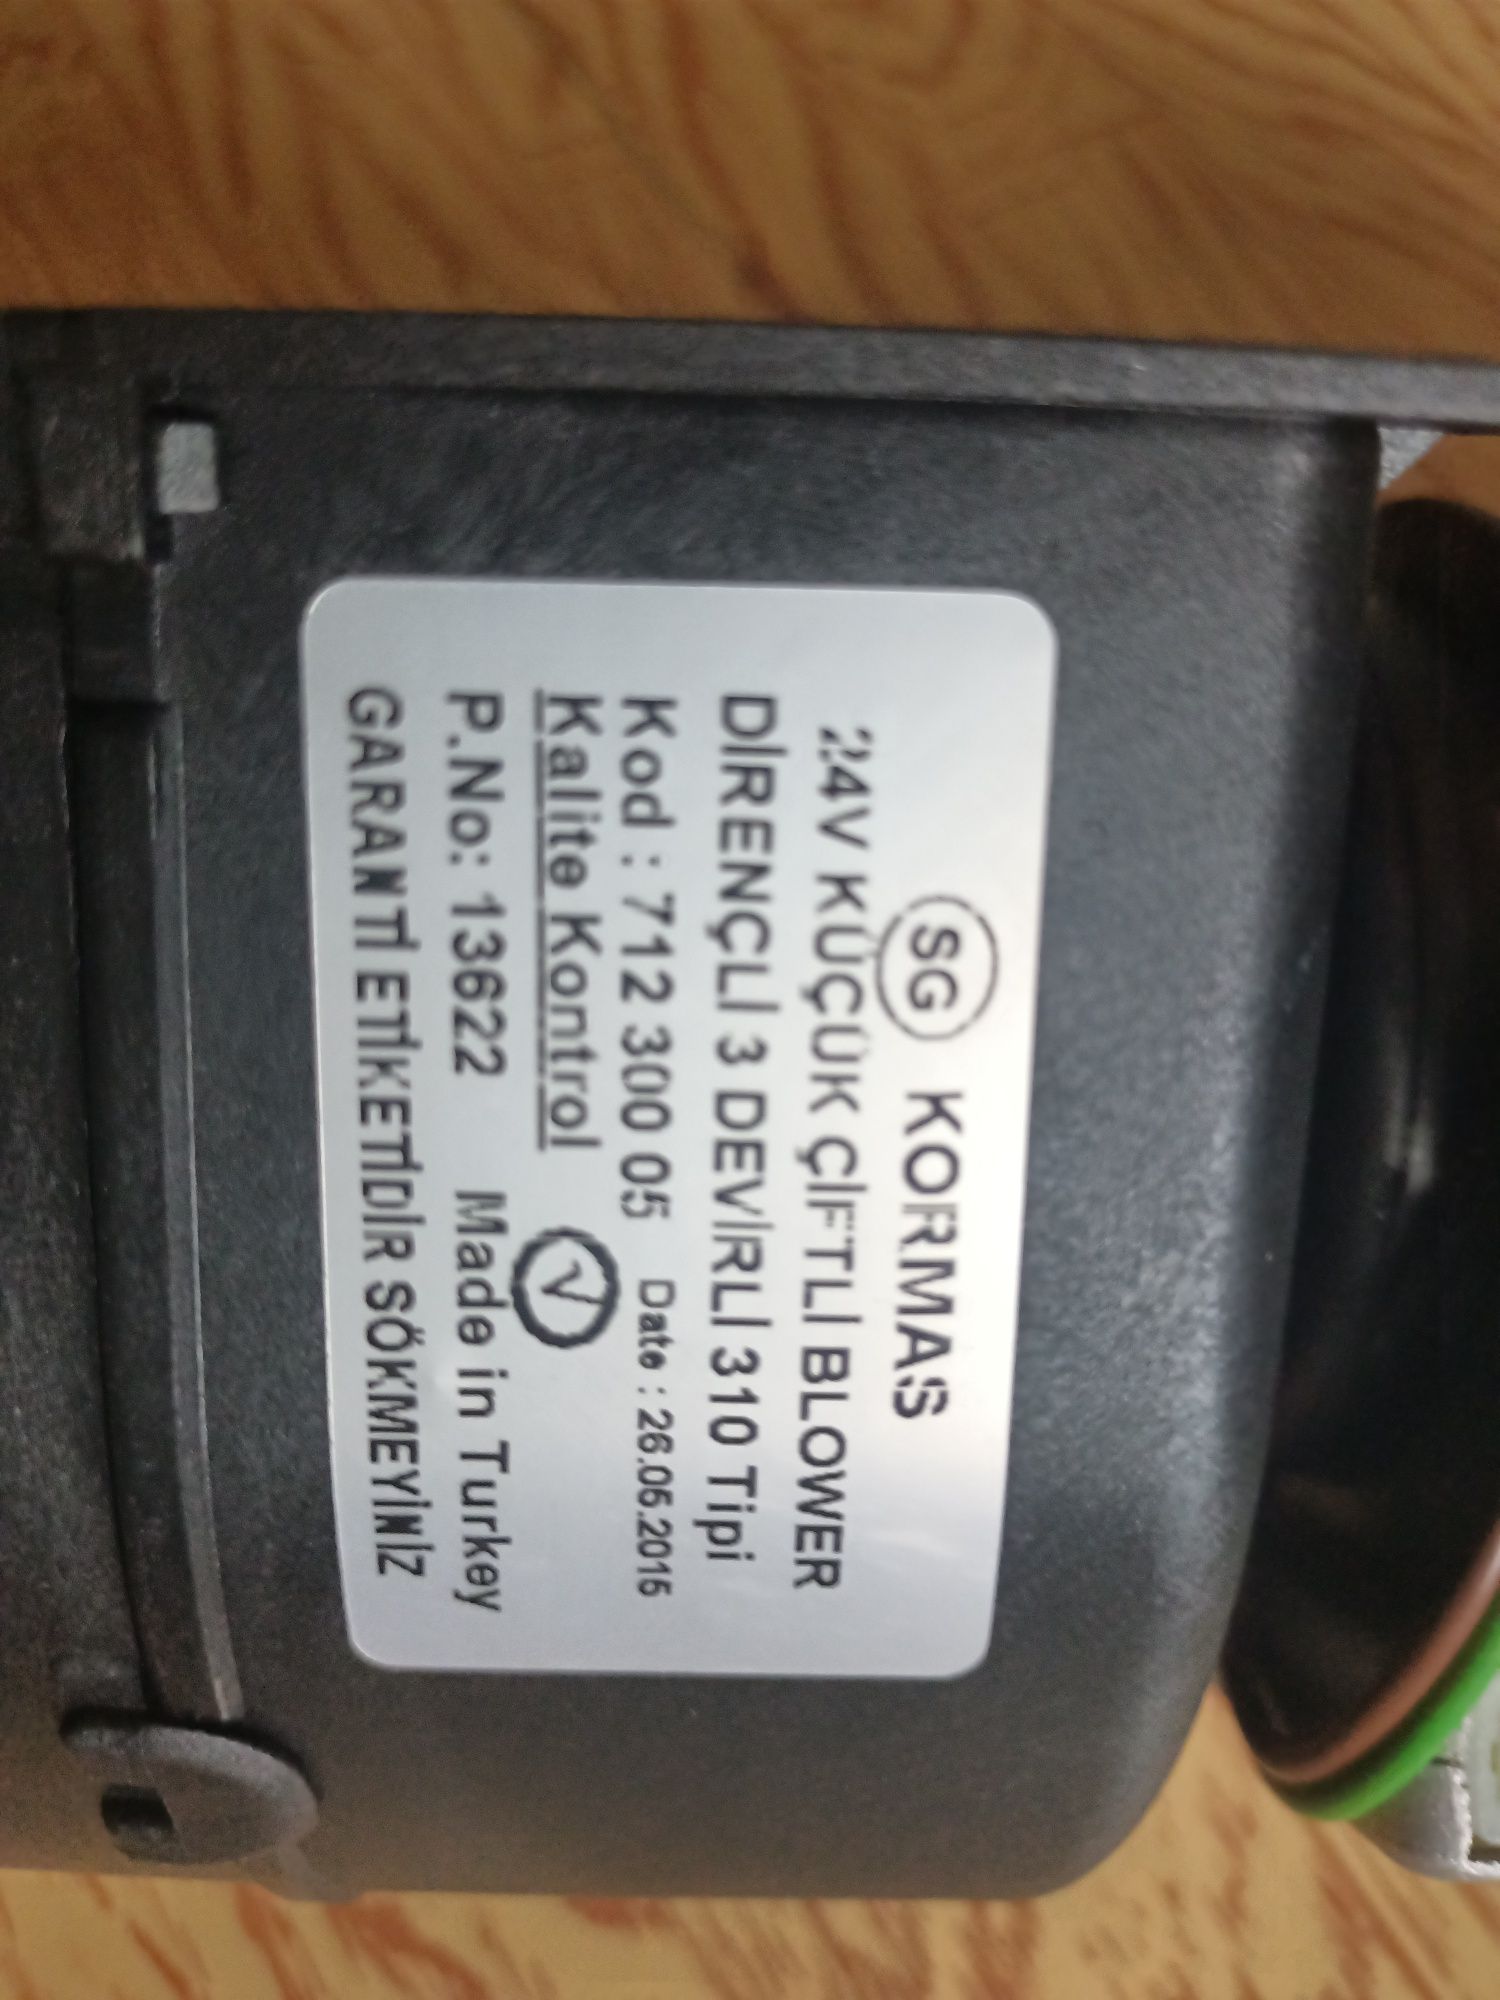 SG KORMAS
24V KÜÇÜK ÇİFTLİ BLOWER
DİRENÇLİ 3 DEVİRLİ 310 Tipi
Kod : 712 300 05 Date : 26.06.2015
Kalite Kontrol √
P.No: 13622 Made in Turkey
GARANTİ ETİKETİDİR SÖKMEYİNİZ